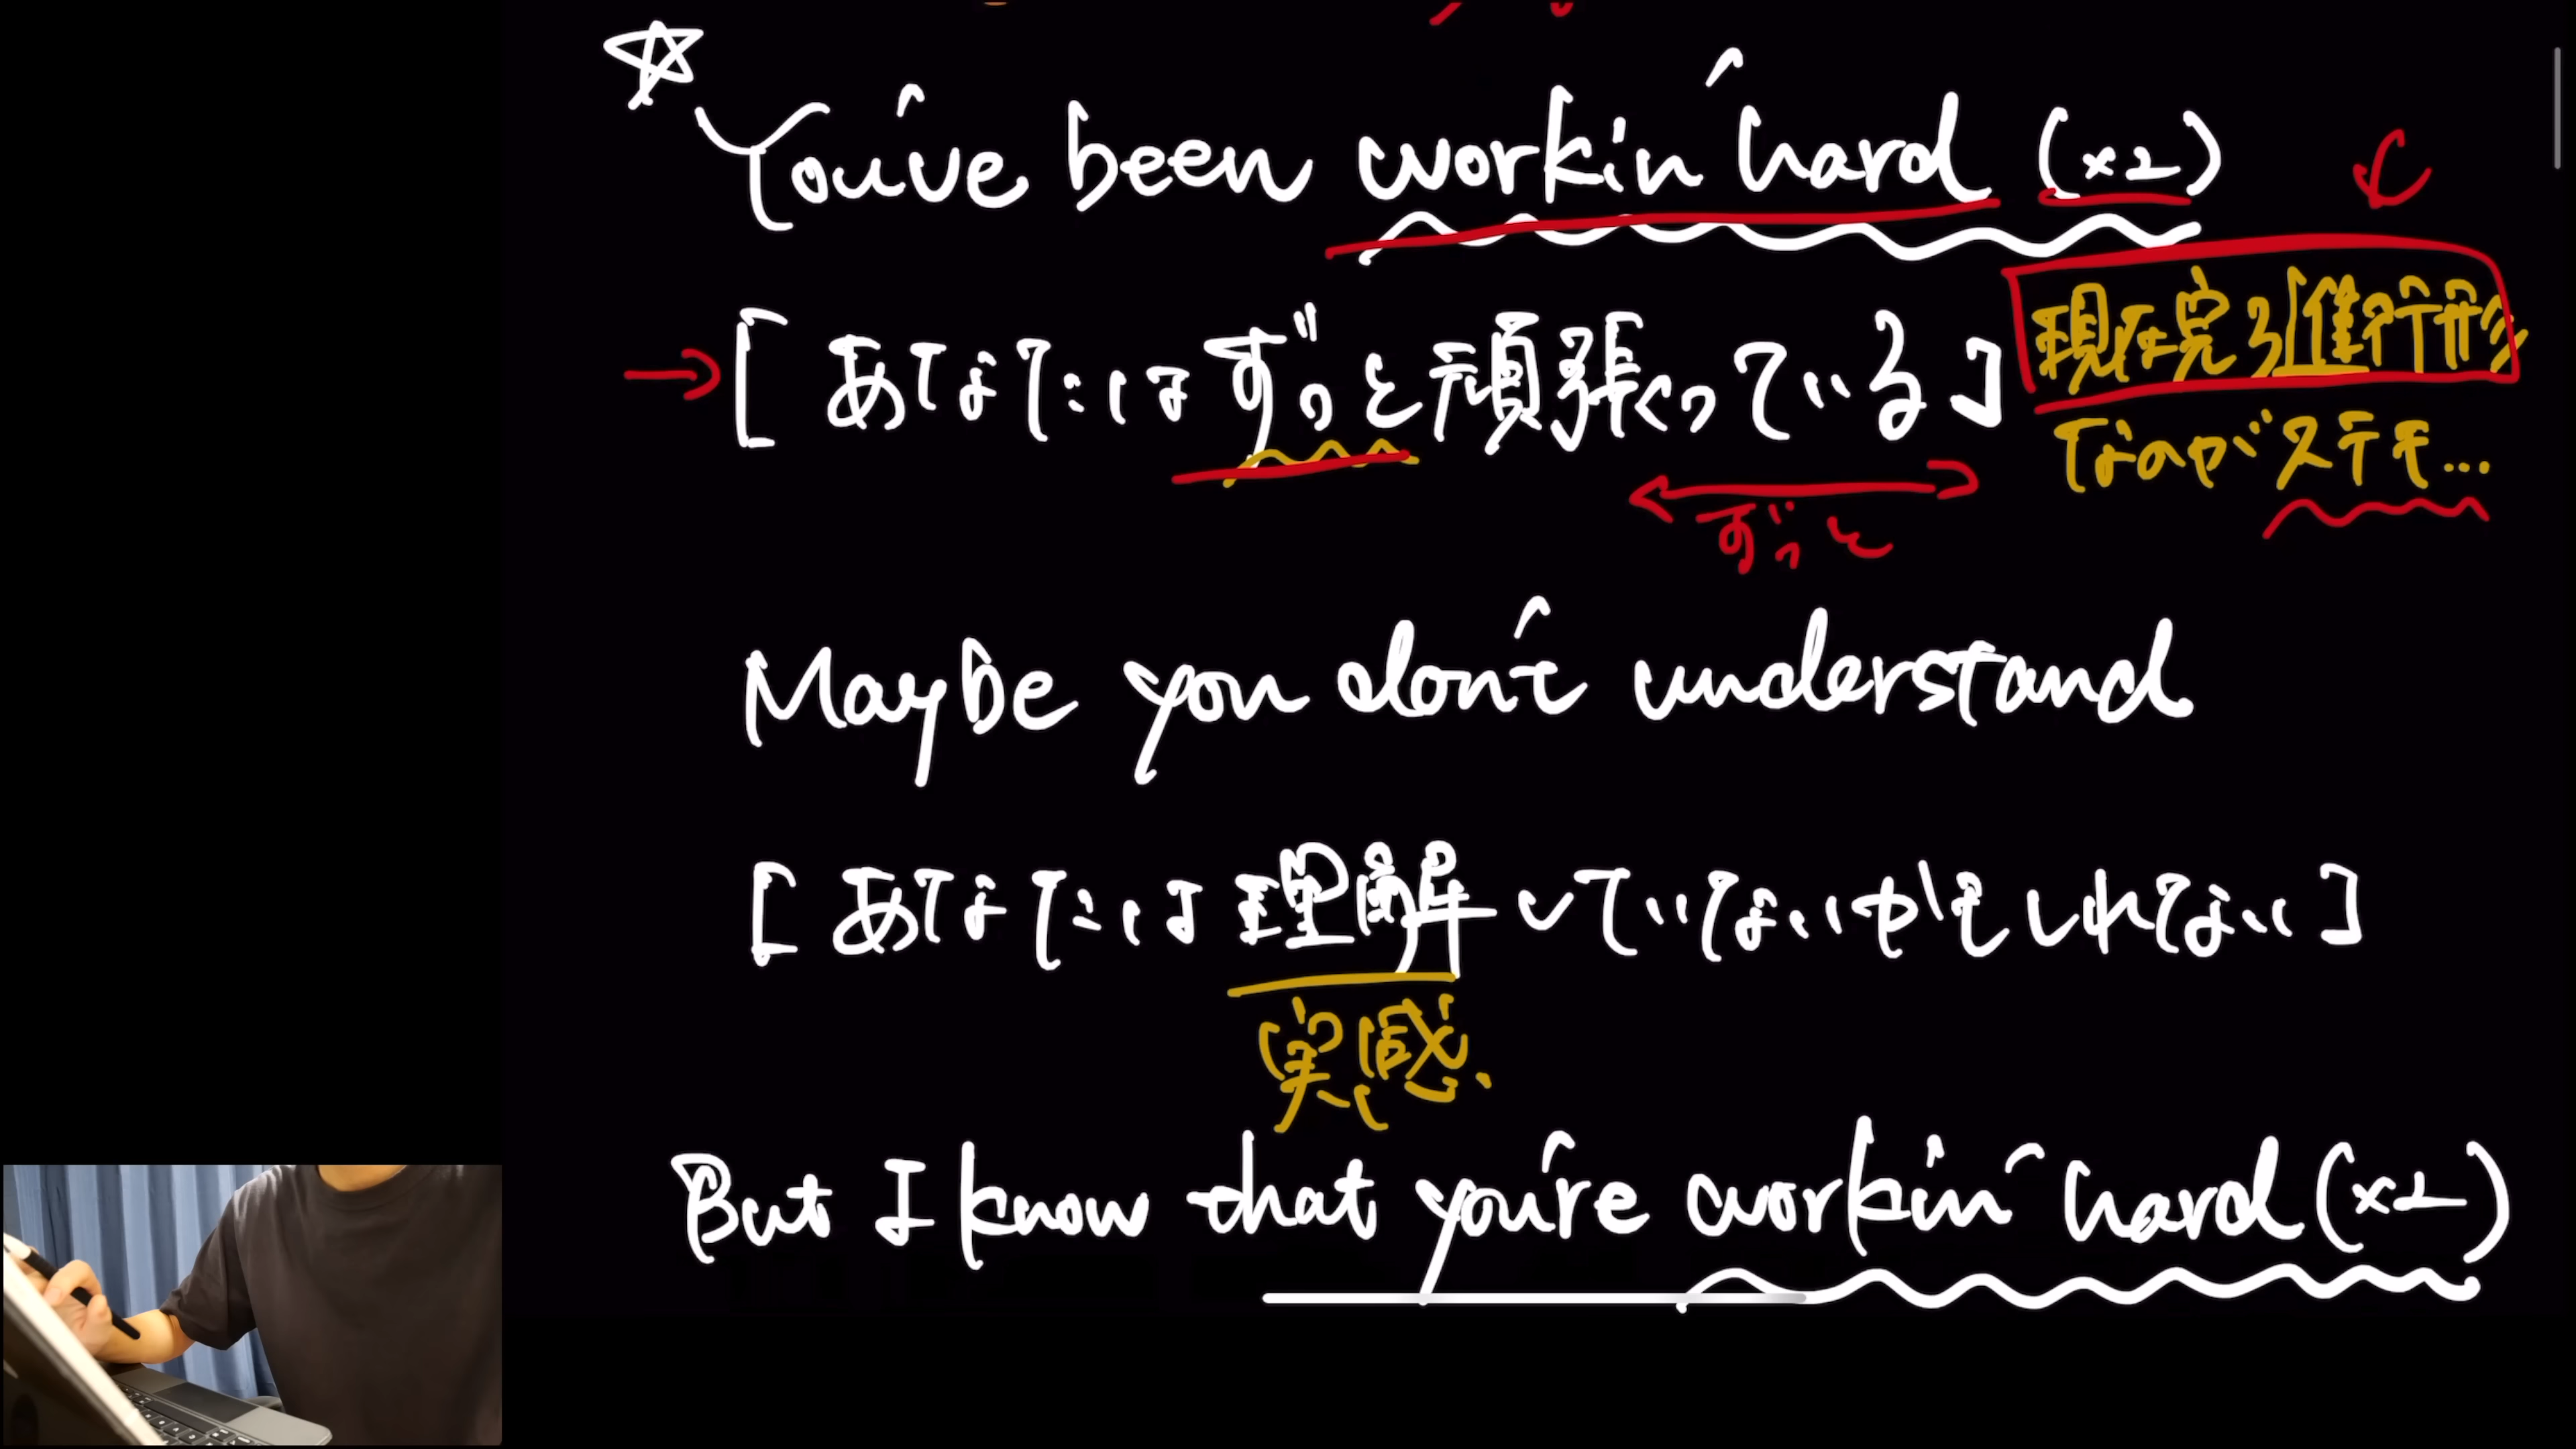 You've been workin' hard (×2)
[あなたはずっと頑張っている] 現在完了進行形
なのがステキ...
ずっと
Maybe you don't understand
[あなたは理解していないかもしれない]
実感
But I know that you're workin' hard (×2)